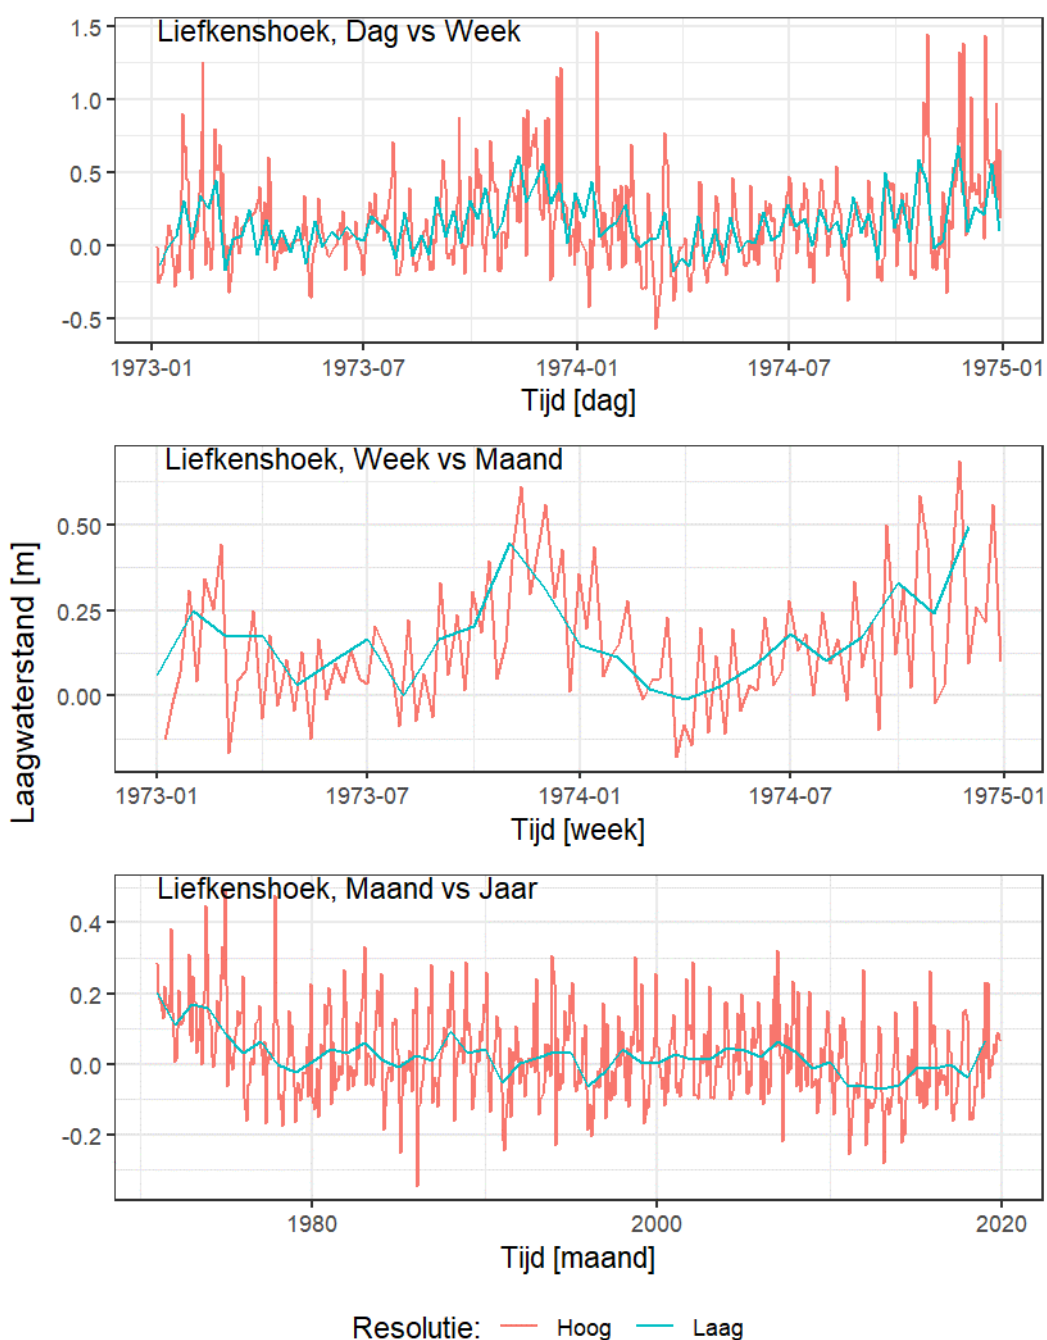 Liefkenshoek, Dag vs Week
1.5
1.0
0.5
0.0
-0.5
1973-01 1973-07 1974-01 1974-07 1975-01
Tijd [dag]
Laagwaterstand [m]
Liefkenshoek, Week vs Maand
0.50
0.25
0.00
1973-01 1973-07 1974-01 1974-07 1975-01
Tijd [week]
Liefkenshoek, Maand vs Jaar
0.4
0.2
0.0
-0.2
1980 2000 2020
Tijd [maand]
Resolutie: Hoog Laag